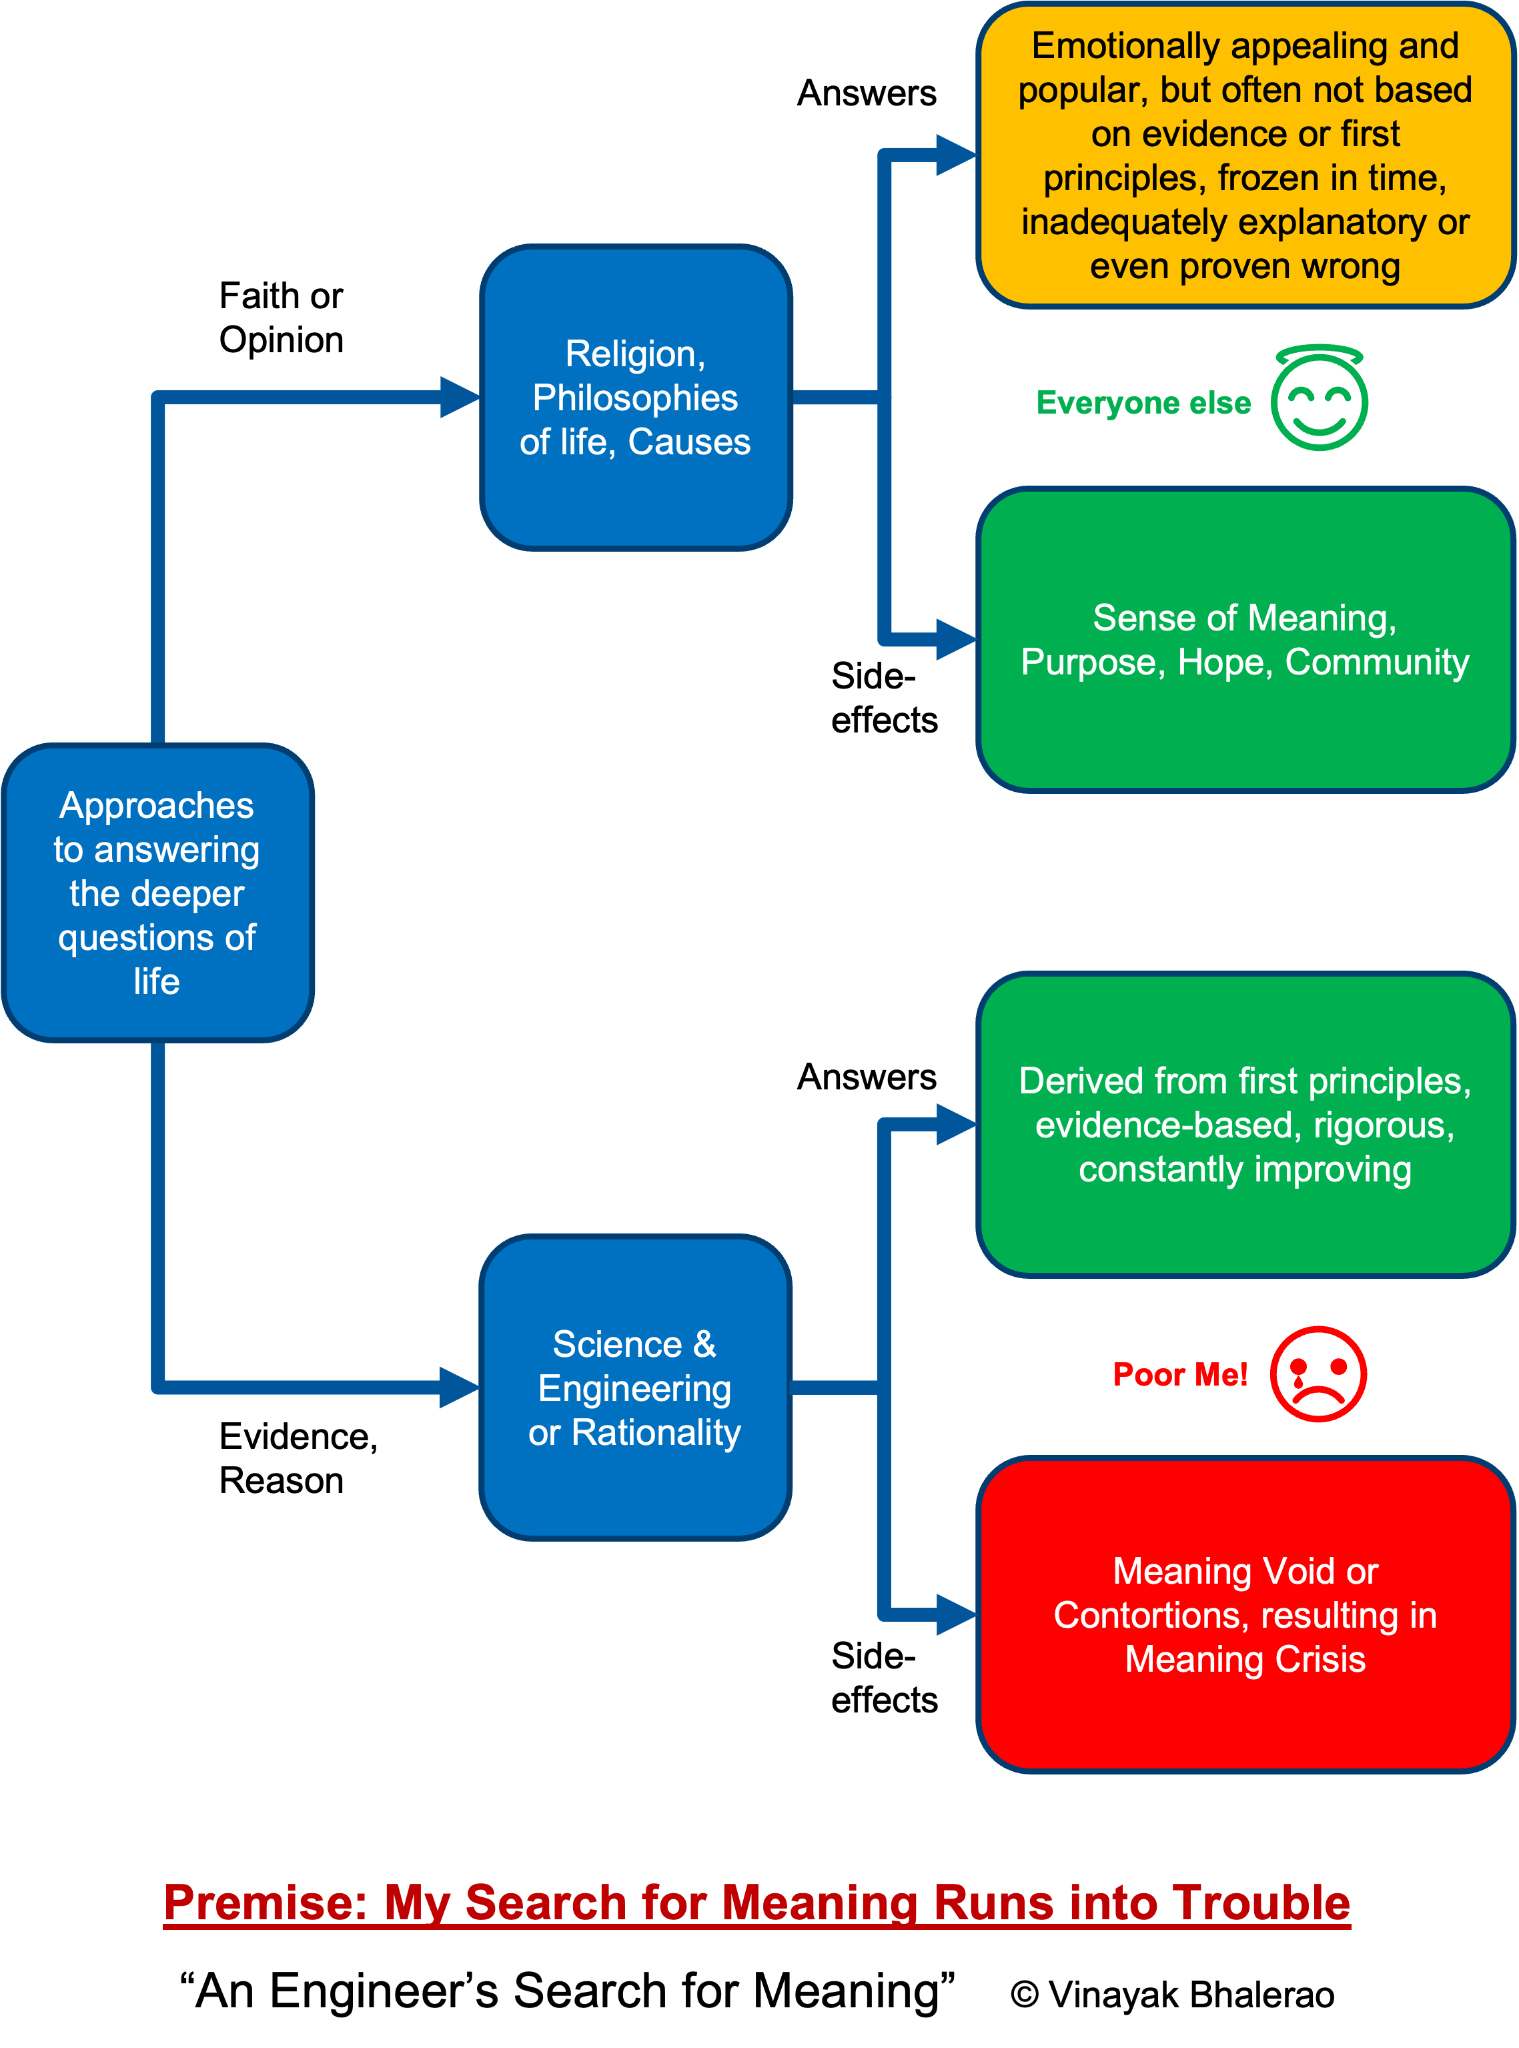 Answers
Emotionally appealing and
popular, but often not based
on evidence or first
principles, frozen in time,
inadequately explanatory or
even proven wrong
Faith or
Opinion
Religion,
Philosophies
of life, Causes
Everyone else
Sense of Meaning,
Purpose, Hope, Community
Side-
effects
Approaches
to answering
the deeper
questions of
life
Answers
Derived from first principles,
evidence-based, rigorous,
constantly improving
Science &
Engineering
or Rationality
Evidence,
Reason
Poor Me!
Meaning Void or
Contortions, resulting in
Meaning Crisis
Side-
effects
Premise: My Search for Meaning Runs into Trouble
“An Engineer’s Search for Meaning” © Vinayak Bhalerao